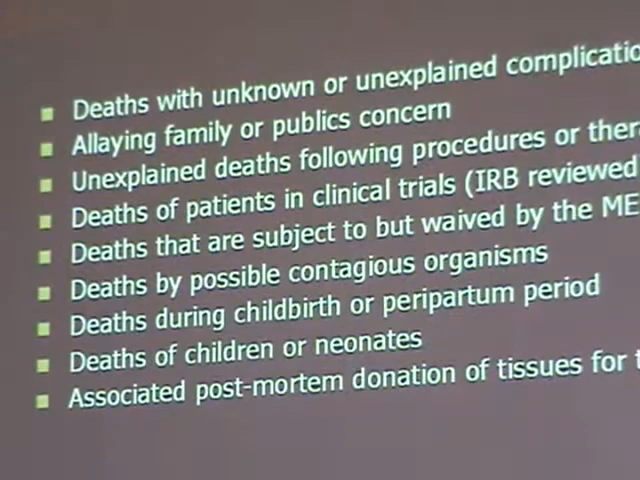 Deaths with unknown or unexplained
Allaying family or publics concern
Unexplained deaths following procedures or
Deaths of patients in clinical trials (IRB reviewed
Deaths that are subject to but waived by the ME
Deaths by possible contagious organisms
Deaths during childbirth or peripartum period
Deaths of children or neonates
Associated post-mortem donation of tissues for